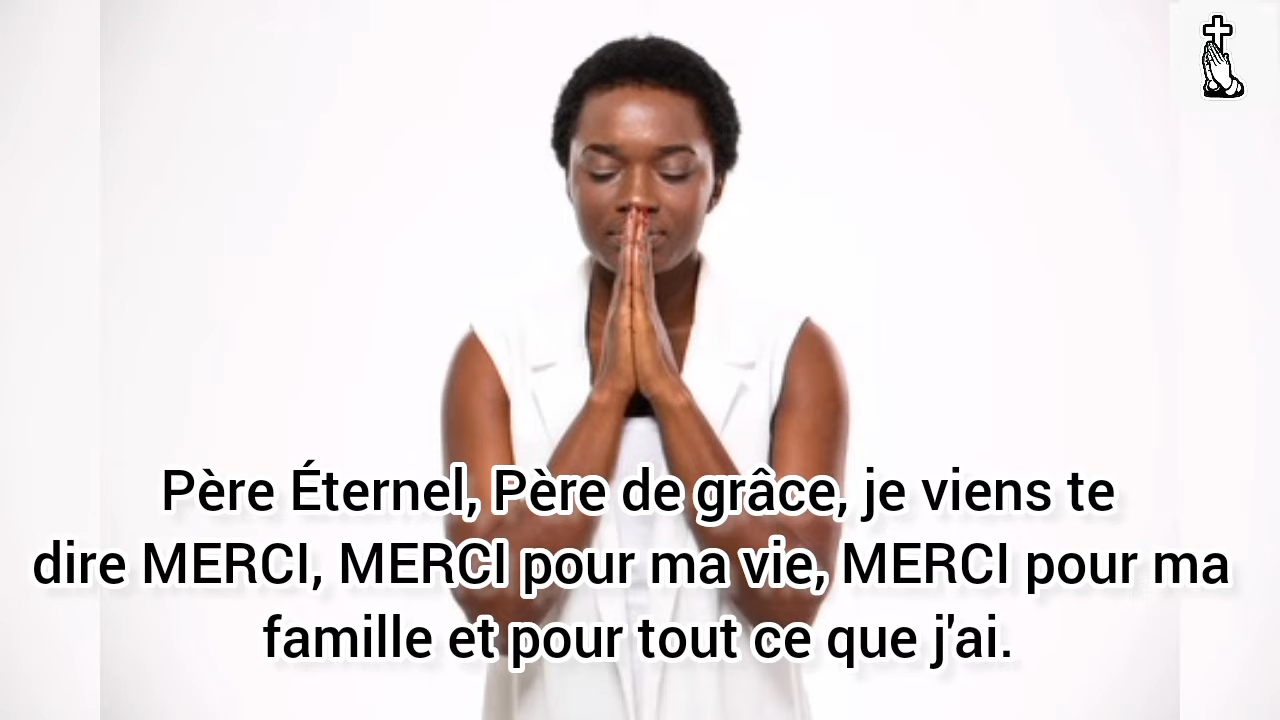 Père Éternel, Père de grâce, je viens te
dire MERCI, MERCI pour ma vie, MERCI pour ma
famille et pour tout ce que j'ai.